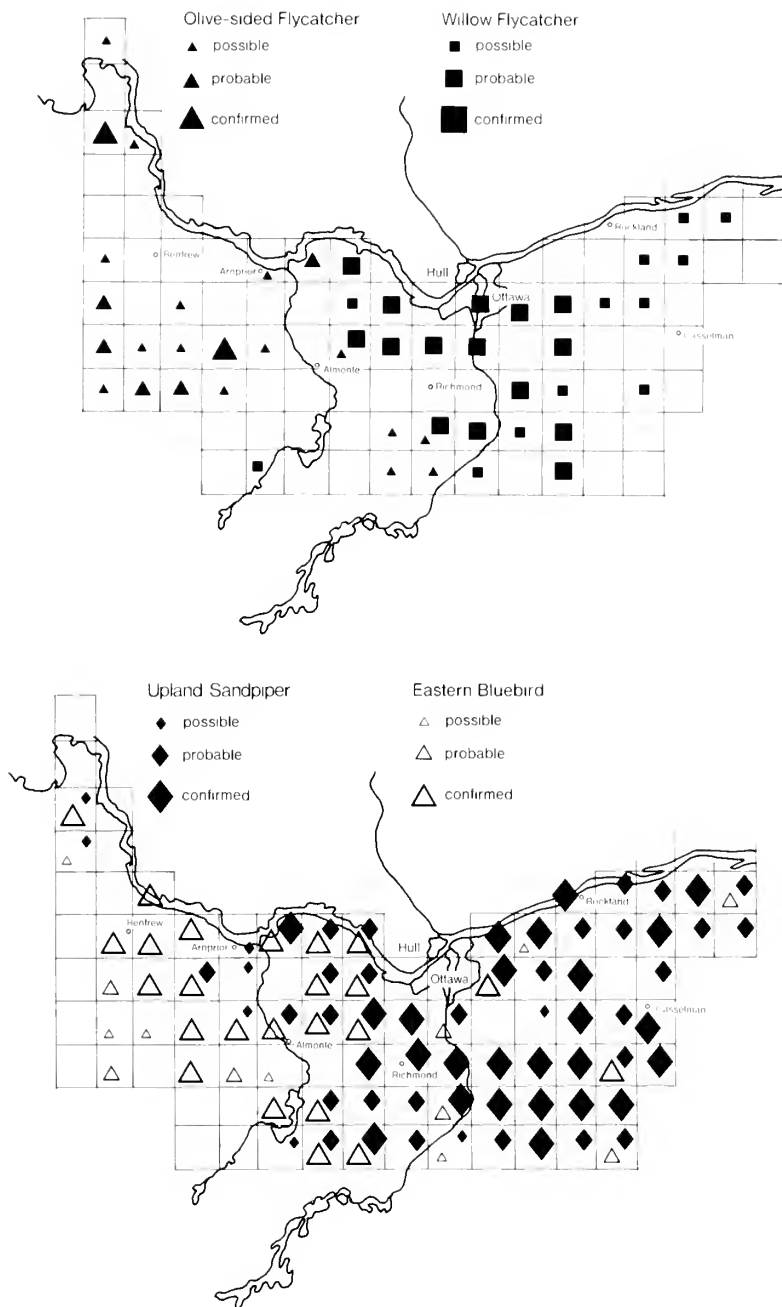 Olive-sided Flycatcher
possible
probable
confirmed
Willow Flycatcher
possible
probable
confirmed
Rockland
Renfrew
Arnprior
Hull
Ottawa
Casselman
Almonte
Richmond
Upland Sandpiper
possible
probable
confirmed
Eastern Bluebird
possible
probable
confirmed
Rockland
Renfrew
Arnprior
Hull
Ottawa
Casselman
Almonte
Richmond